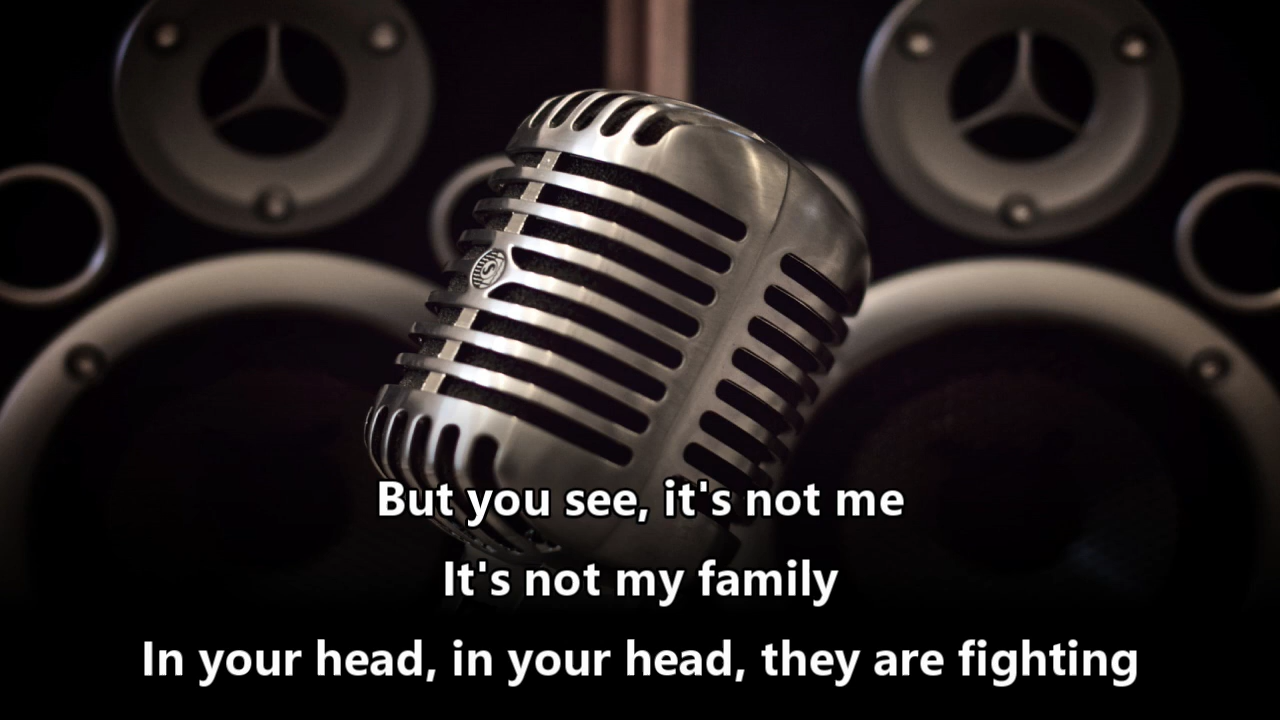 But you see, it's not me
It's not my family
In your head, in your head, they are fighting